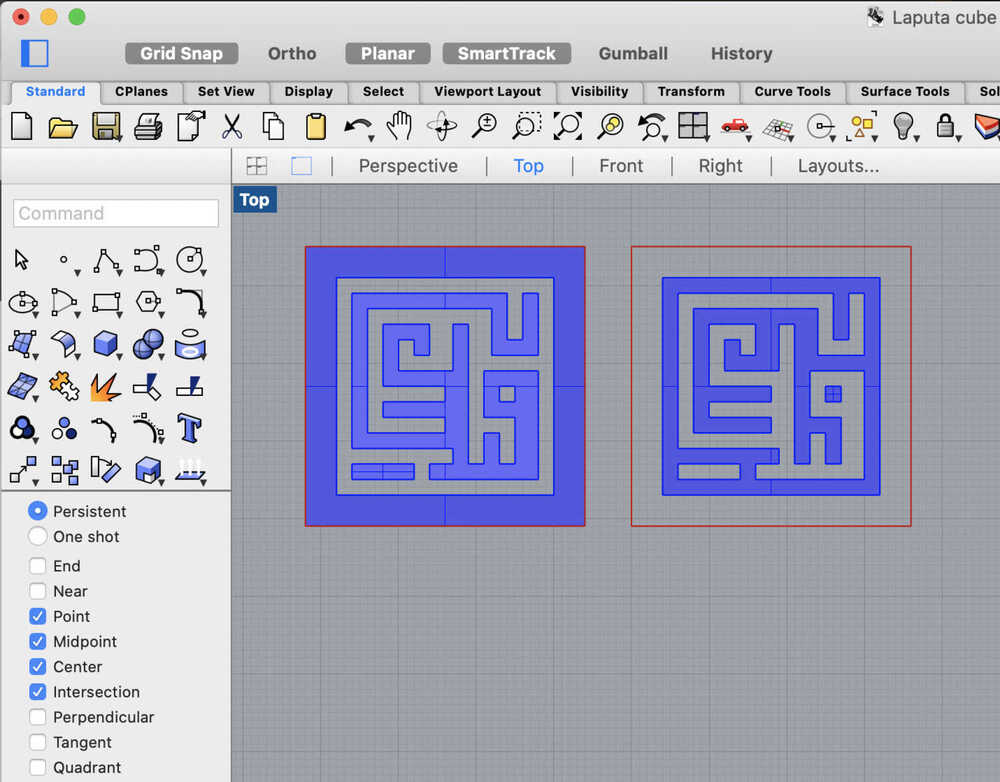 Laputa cube
Grid Snap Ortho Planar SmartTrack Gumball History
Standard CPlanes Set View Display Select Viewport Layout Visibility Transform Curve Tools Surface Tools Sol
Perspective Top Front Right Layouts...
Top
Command
Persistent
One shot
End
Near
Point
Midpoint
Center
Intersection
Perpendicular
Tangent
Quadrant